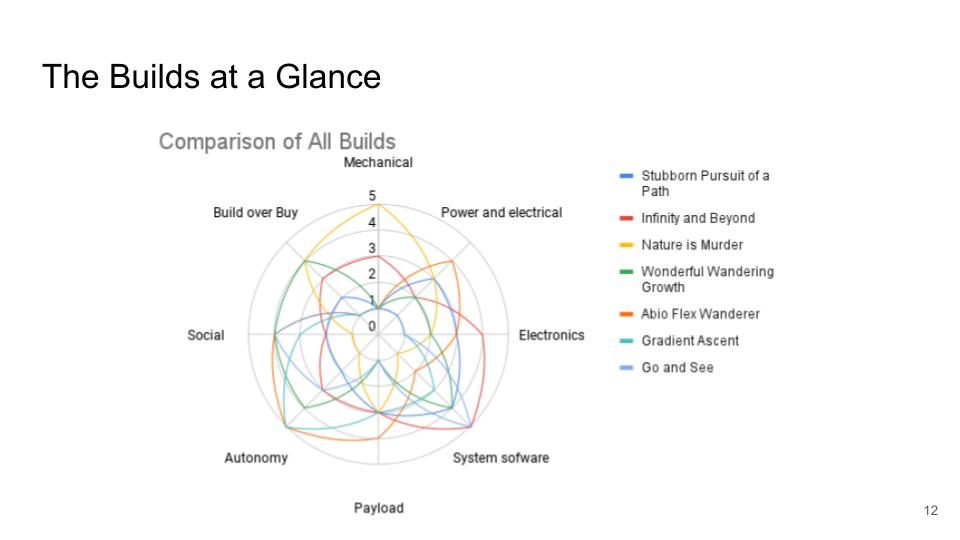 The Builds at a Glance
Comparison of All Builds
Mechanical
Power and electrical
Electronics
System sofware
Payload
Autonomy
Social
Build over Buy
5
4
3
2
1
0
Stubborn Pursuit of a
Path
Infinity and Beyond
Nature is Murder
Wonderful Wandering
Growth
Abio Flex Wanderer
Gradient Ascent
Go and See
12